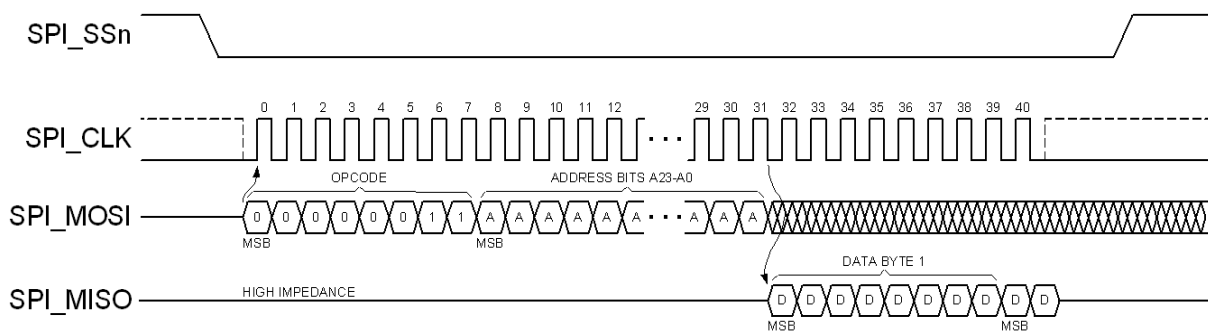 SPI_SSn
0 1 2 3 4 5 6 7 8 9 10 11 12 29 30 31 32 33 34 35 36 37 38 39 40
SPI_CLK
OPCODE ADDRESS BITS A23-A0
SPI_MOSI 0 0 0 0 0 0 1 1 A A A A A A · · · A A A
MSB MSB
DATA BYTE 1
SPI_MISO HIGH IMPEDANCE D D D D D D D D D D
MSB MSB